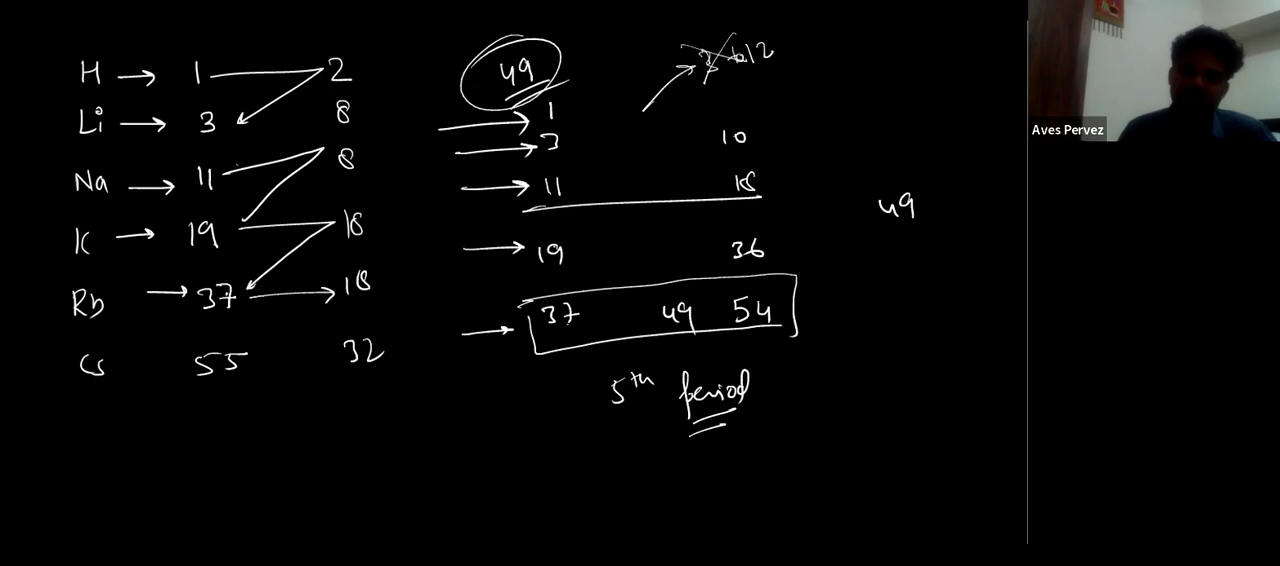 H → 1 2
Li → 3 8
Na → 11 8
K → 19 18
Rb → 37 → 18
Cs 55 32
49
2
→ 1
→ 3 10
→ 11 18
→ 19 36
→ 37 49 54
5th period
49
Aves Pervez